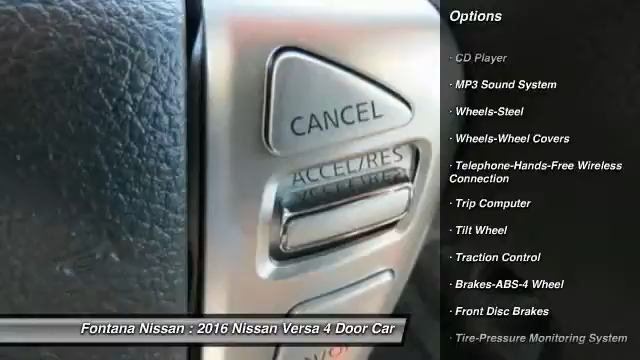 Options
· CD Player
· MP3 Sound System
· Wheels-Steel
· Wheels-Wheel Covers
· Telephone-Hands-Free Wireless
Connection
· Trip Computer
· Tilt Wheel
· Traction Control
· Brakes-ABS-4 Wheel
· Front Disc Brakes
· Tire-Pressure Monitoring System
CANCEL
ACCEL/RES
Fontana Nissan : 2016 Nissan Versa 4 Door Car